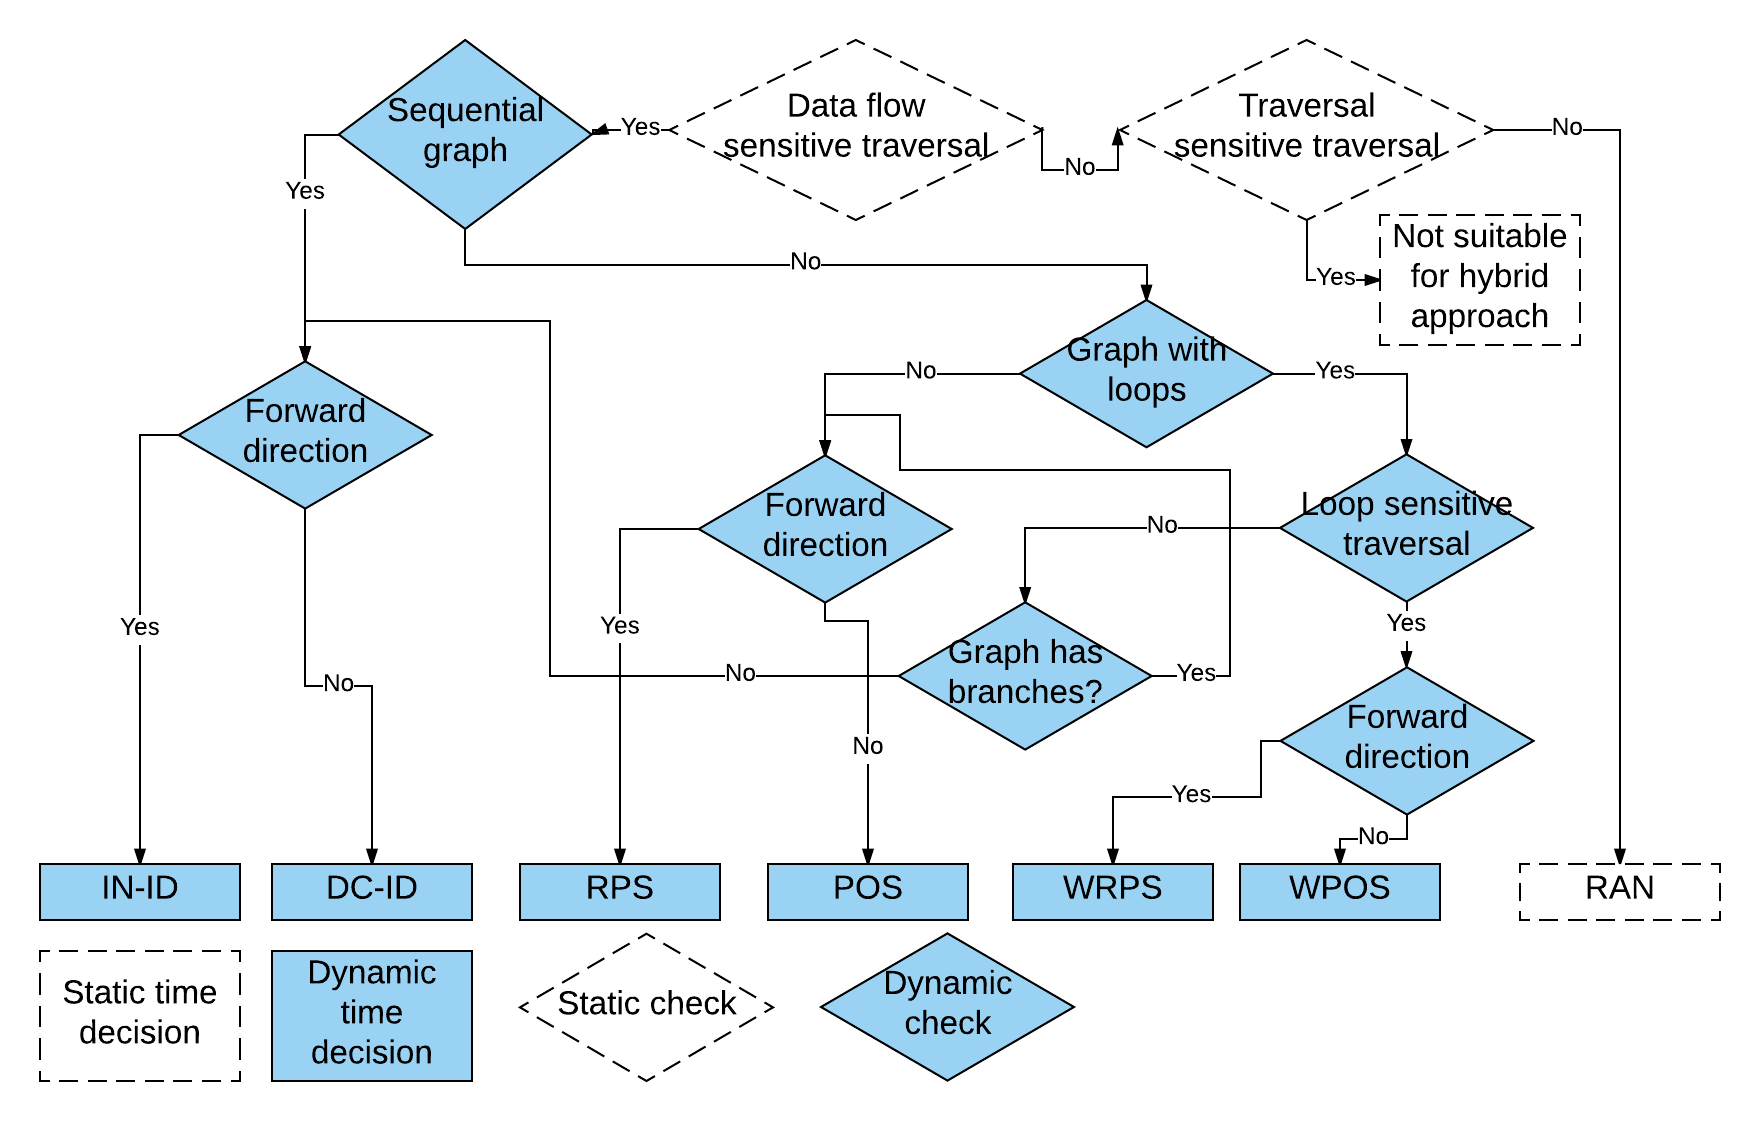 Sequential
graph
Yes
Data flow
sensitive traversal
No
Traversal
sensitive traversal
No
Yes
Not suitable
for hybrid
approach
Yes
No
Graph with
loops
No
Yes
Forward
direction
Forward
direction
Loop sensitive
traversal
No
Yes
Yes
Yes
Graph has
branches?
No
Yes
No
No
Forward
direction
Yes
No
IN-ID
DC-ID
RPS
POS
WRPS
WPOS
RAN
Static time
decision
Dynamic
time
decision
Static check
Dynamic
check